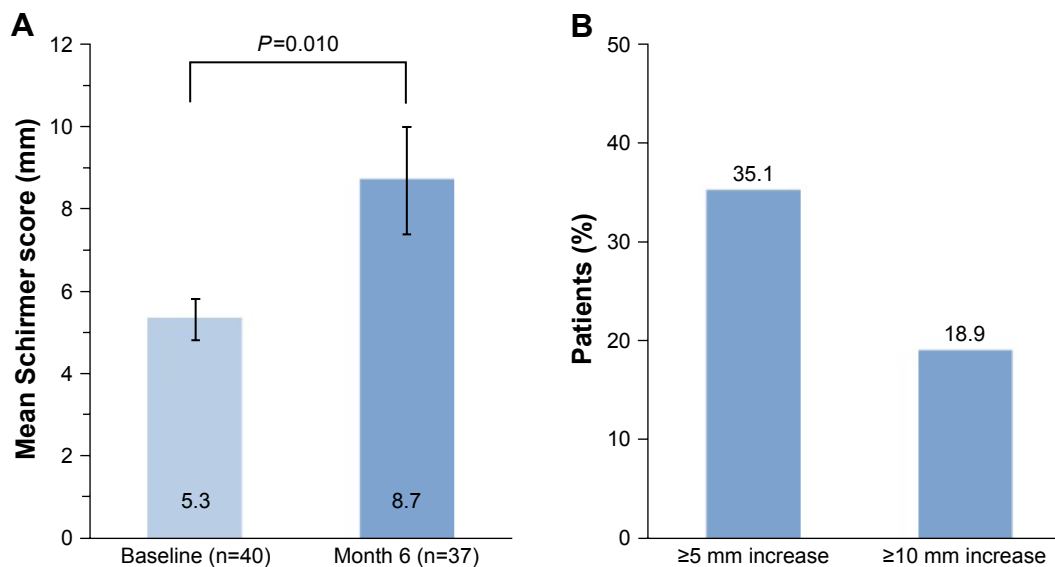 A
Mean Schirmer score (mm)
12
10
8
6
4
2
0
P=0.010
5.3
8.7
Baseline (n=40)
Month 6 (n=37)
B
Patients (%)
50
40
30
20
10
0
35.1
18.9
≥5 mm increase
≥10 mm increase